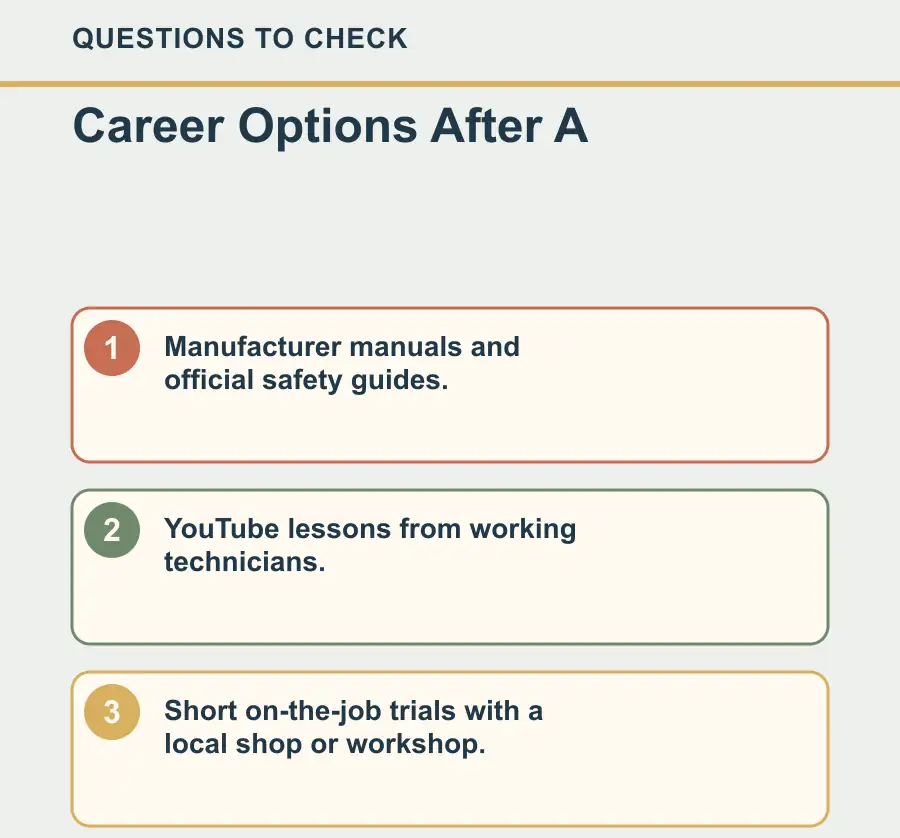 QUESTIONS TO CHECK
Career Options After A
1
Manufacturer manuals and
official safety guides.
2
YouTube lessons from working
technicians.
3
Short on-the-job trials with a
local shop or workshop.